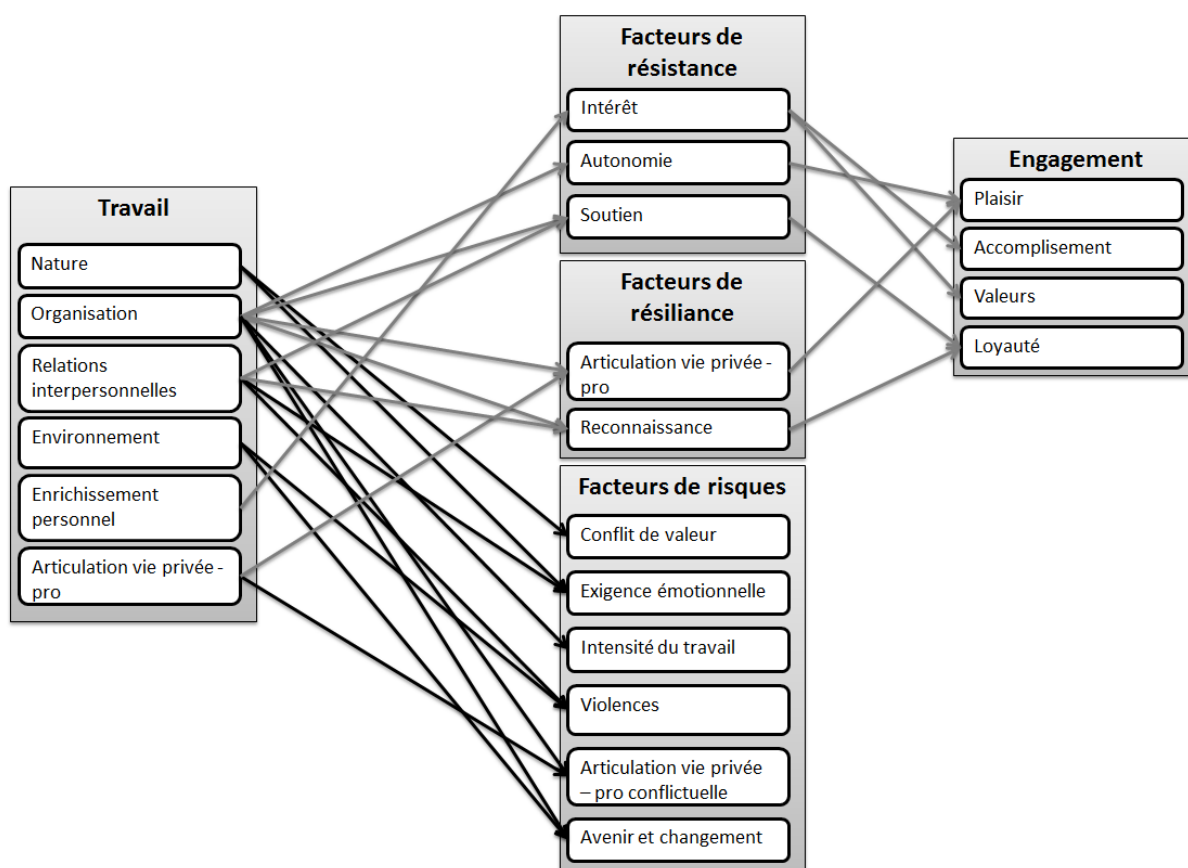 Travail
Nature
Organisation
Relations
interpersonnelles
Environnement
Enrichissement
personnel
Articulation vie privée -
pro
Facteurs de
résistance
Intérêt
Autonomie
Soutien
Facteurs de
résiliance
Articulation vie privée -
pro
Reconnaissance
Facteurs de risques
Conflit de valeur
Exigence émotionnelle
Intensité du travail
Violences
Articulation vie privée
– pro conflictuelle
Avenir et changement
Engagement
Plaisir
Accomplisement
Valeurs
Loyauté